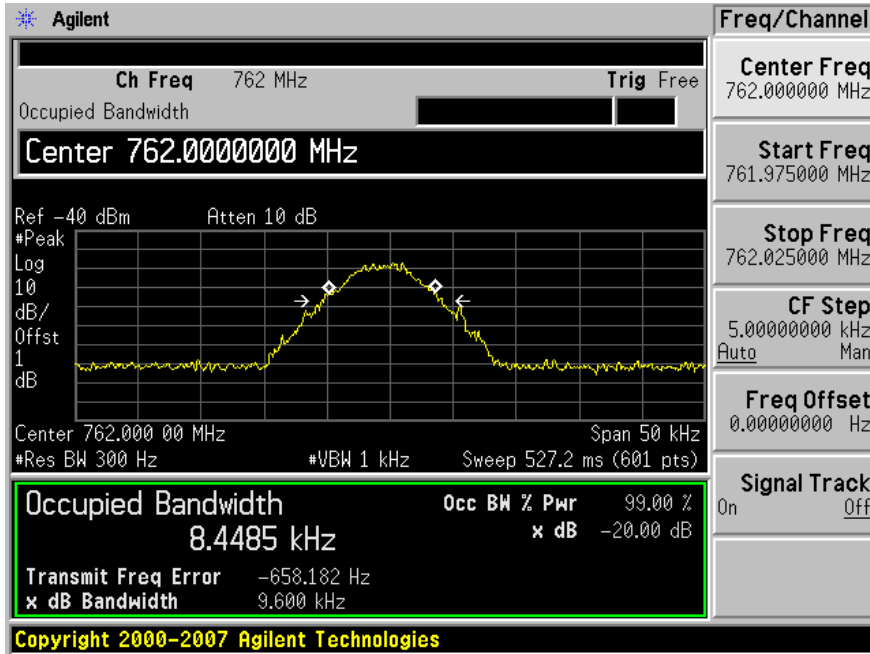 Agilent
Freq/Channel
Ch Freq 762 MHz Trig Free
Occupied Bandwidth
Center 762.0000000 MHz
Ref -40 dBm Atten 10 dB
#Peak
Log
10
dB/
Offst
1
dB
Center 762.000 00 MHz Span 50 kHz
#Res BW 300 Hz #VBW 1 kHz Sweep 527.2 ms (601 pts)
Occupied Bandwidth
8.4485 kHz
Occ BW % Pwr 99.00 %
x dB -20.00 dB
Transmit Freq Error -658.182 Hz
x dB Bandwidth 9.600 kHz
Copyright 2000-2007 Agilent Technologies
Center Freq
762.000000 MHz
Start Freq
761.975000 MHz
Stop Freq
762.025000 MHz
CF Step
5.00000000 kHz
Auto Man
Freq Offset
0.00000000 Hz
Signal Track
On Off